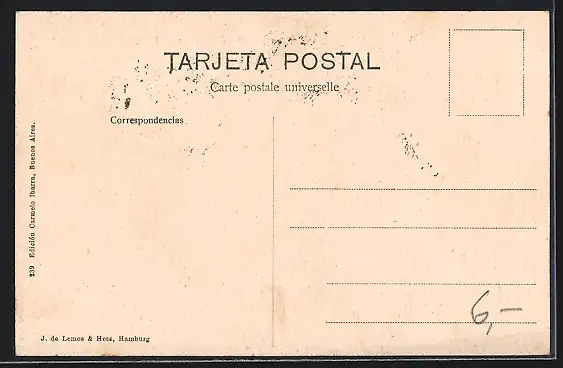 TARJETA POSTAL
Carte postale universelle
Correspondencias
239 Edición Carmelo Ibarra, Buenos Aires.
J. de Lemos & Hess, Hamburg
6,–